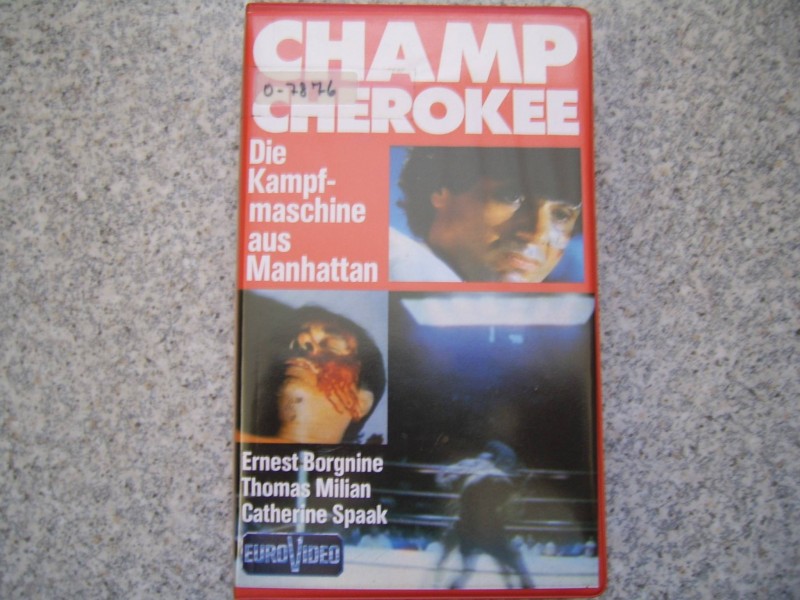 CHAMP
0-7876
CHEROKEE
Die
Kampf-
maschine
aus
Manhattan
Ernest Borgnine
Thomas Milian
Catherine Spaak
EUROVIDEO